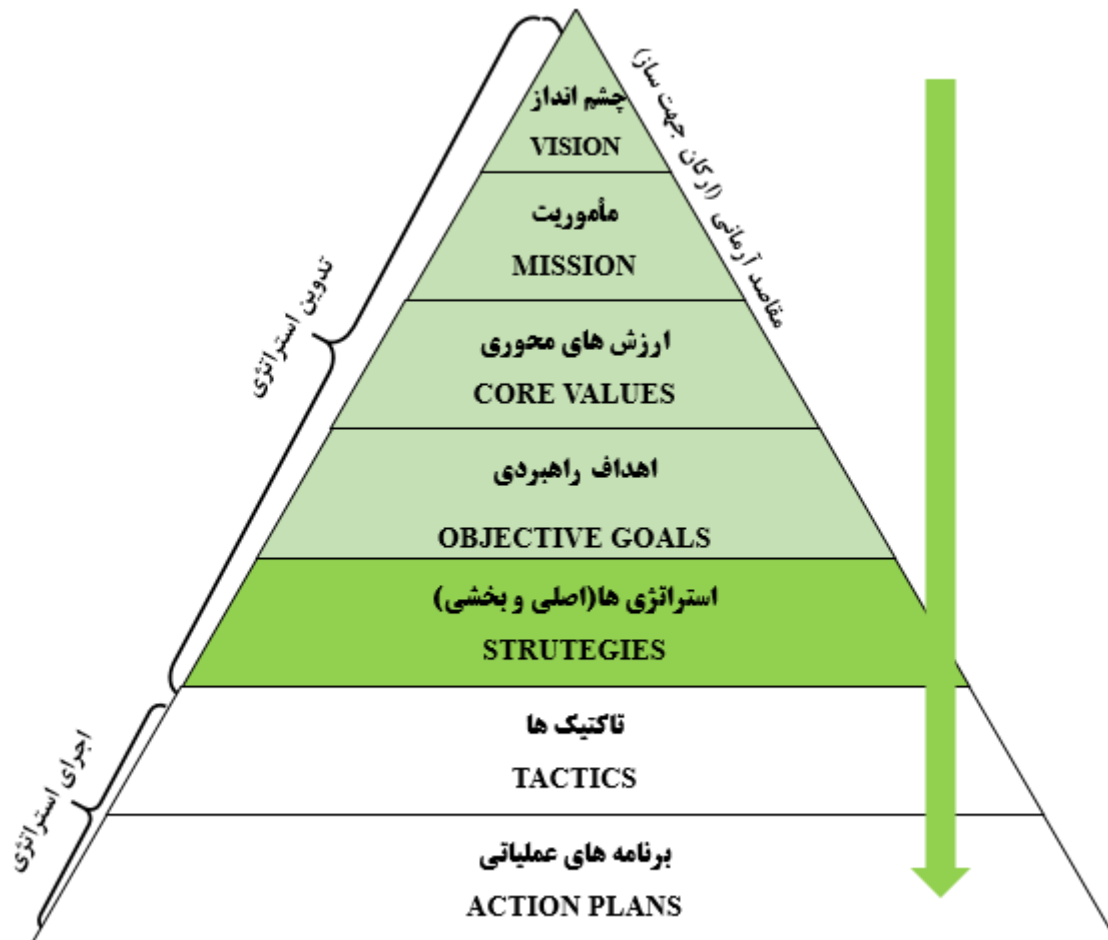 چشم انداز
VISION
مأموریت
MISSION
ارزش های محوری
CORE VALUES
اهداف راهبردی
OBJECTIVE GOALS
استراتژی ها(اصلی و بخشی)
STRUTEGIES
تاکتیک ها
TACTICS
برنامه های عملیاتی
ACTION PLANS
مقاصد آرمانی (ارکان جهت ساز)
تدوین استراتژی
اجرای استراتژی